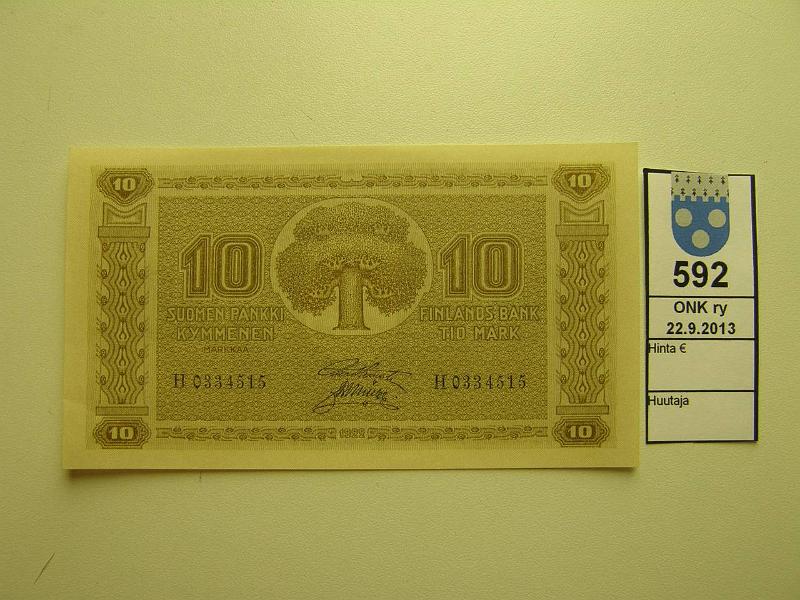 10 10
10 10
SUOMEN PANKKI FINLANDS BANK
KYMMENEN TIO MARK
MARKKAA
H 0334515 H 0334515
10 1922 10
592
ONK ry
22.9.2013
Hinta €
Huutaja